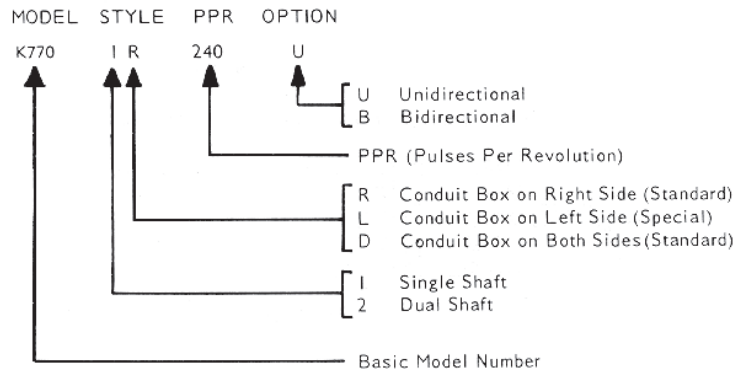 MODEL STYLE PPR OPTION
K770 1 R 240 U
U Unidirectional
B Bidirectional
PPR (Pulses Per Revolution)
R Conduit Box on Right Side (Standard)
L Conduit Box on Left Side (Special)
D Conduit Box on Both Sides (Standard)
1 Single Shaft
2 Dual Shaft
Basic Model Number